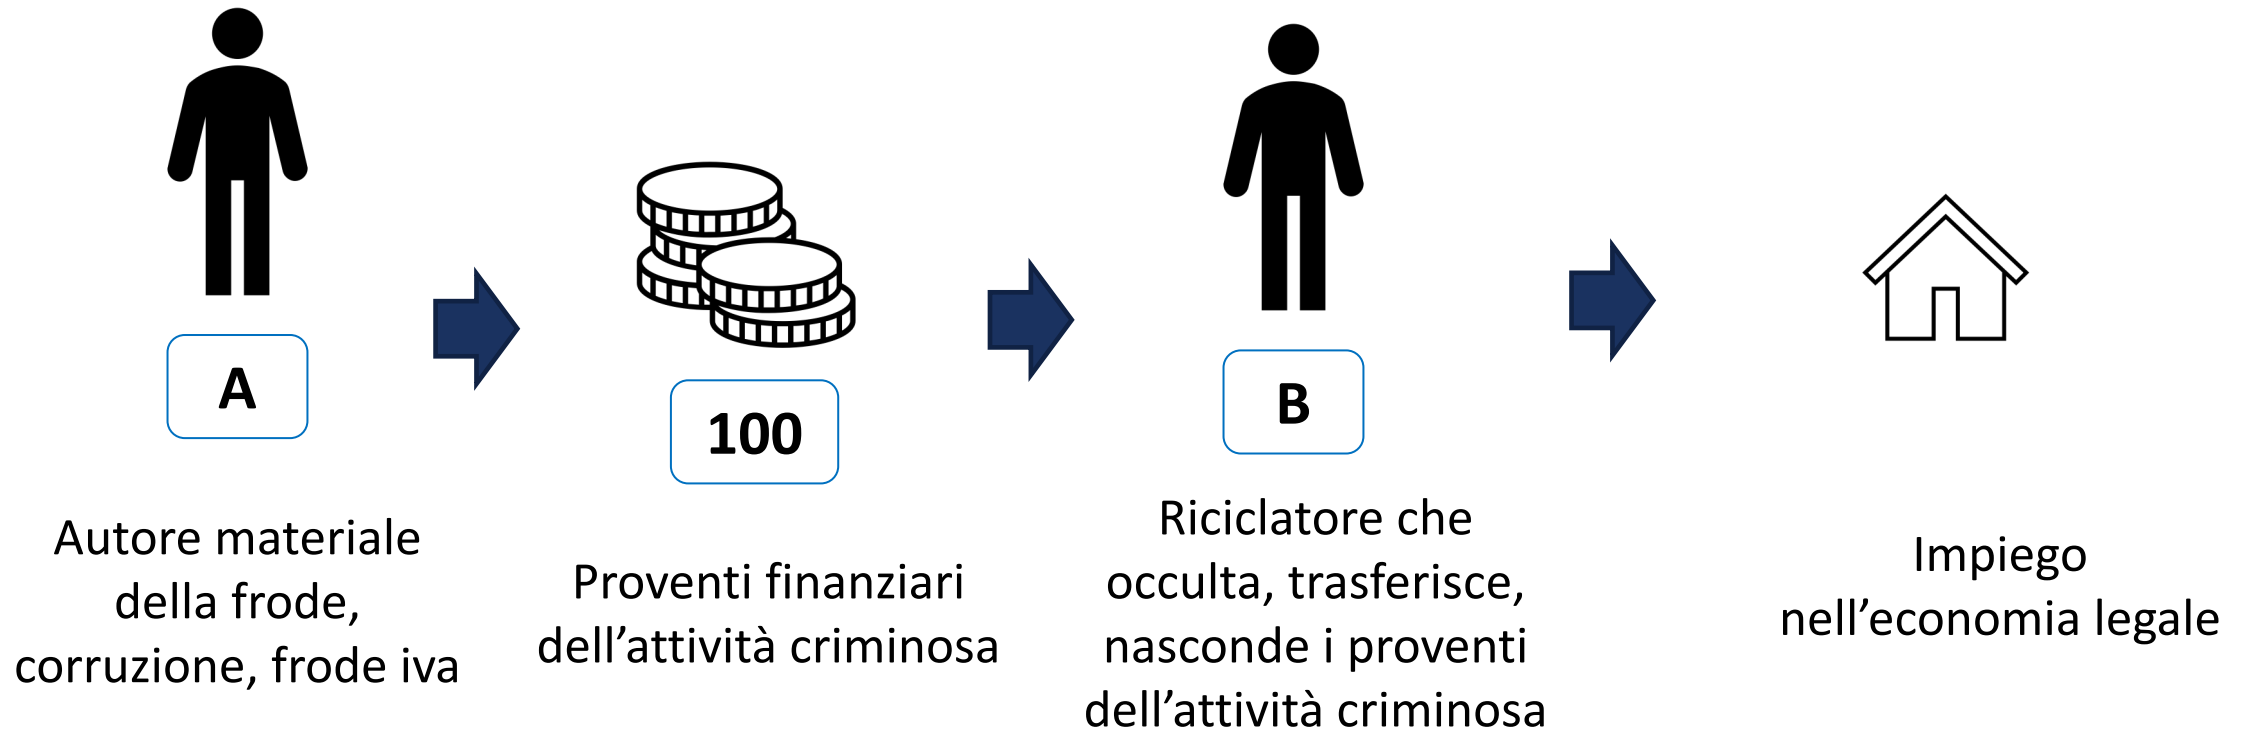 A
Autore materiale
della frode,
corruzione, frode iva
100
Proventi finanziari
dell’attività criminosa
B
Riciclatore che
occulta, trasferisce,
nasconde i proventi
dell’attività criminosa
Impiego
nell’economia legale